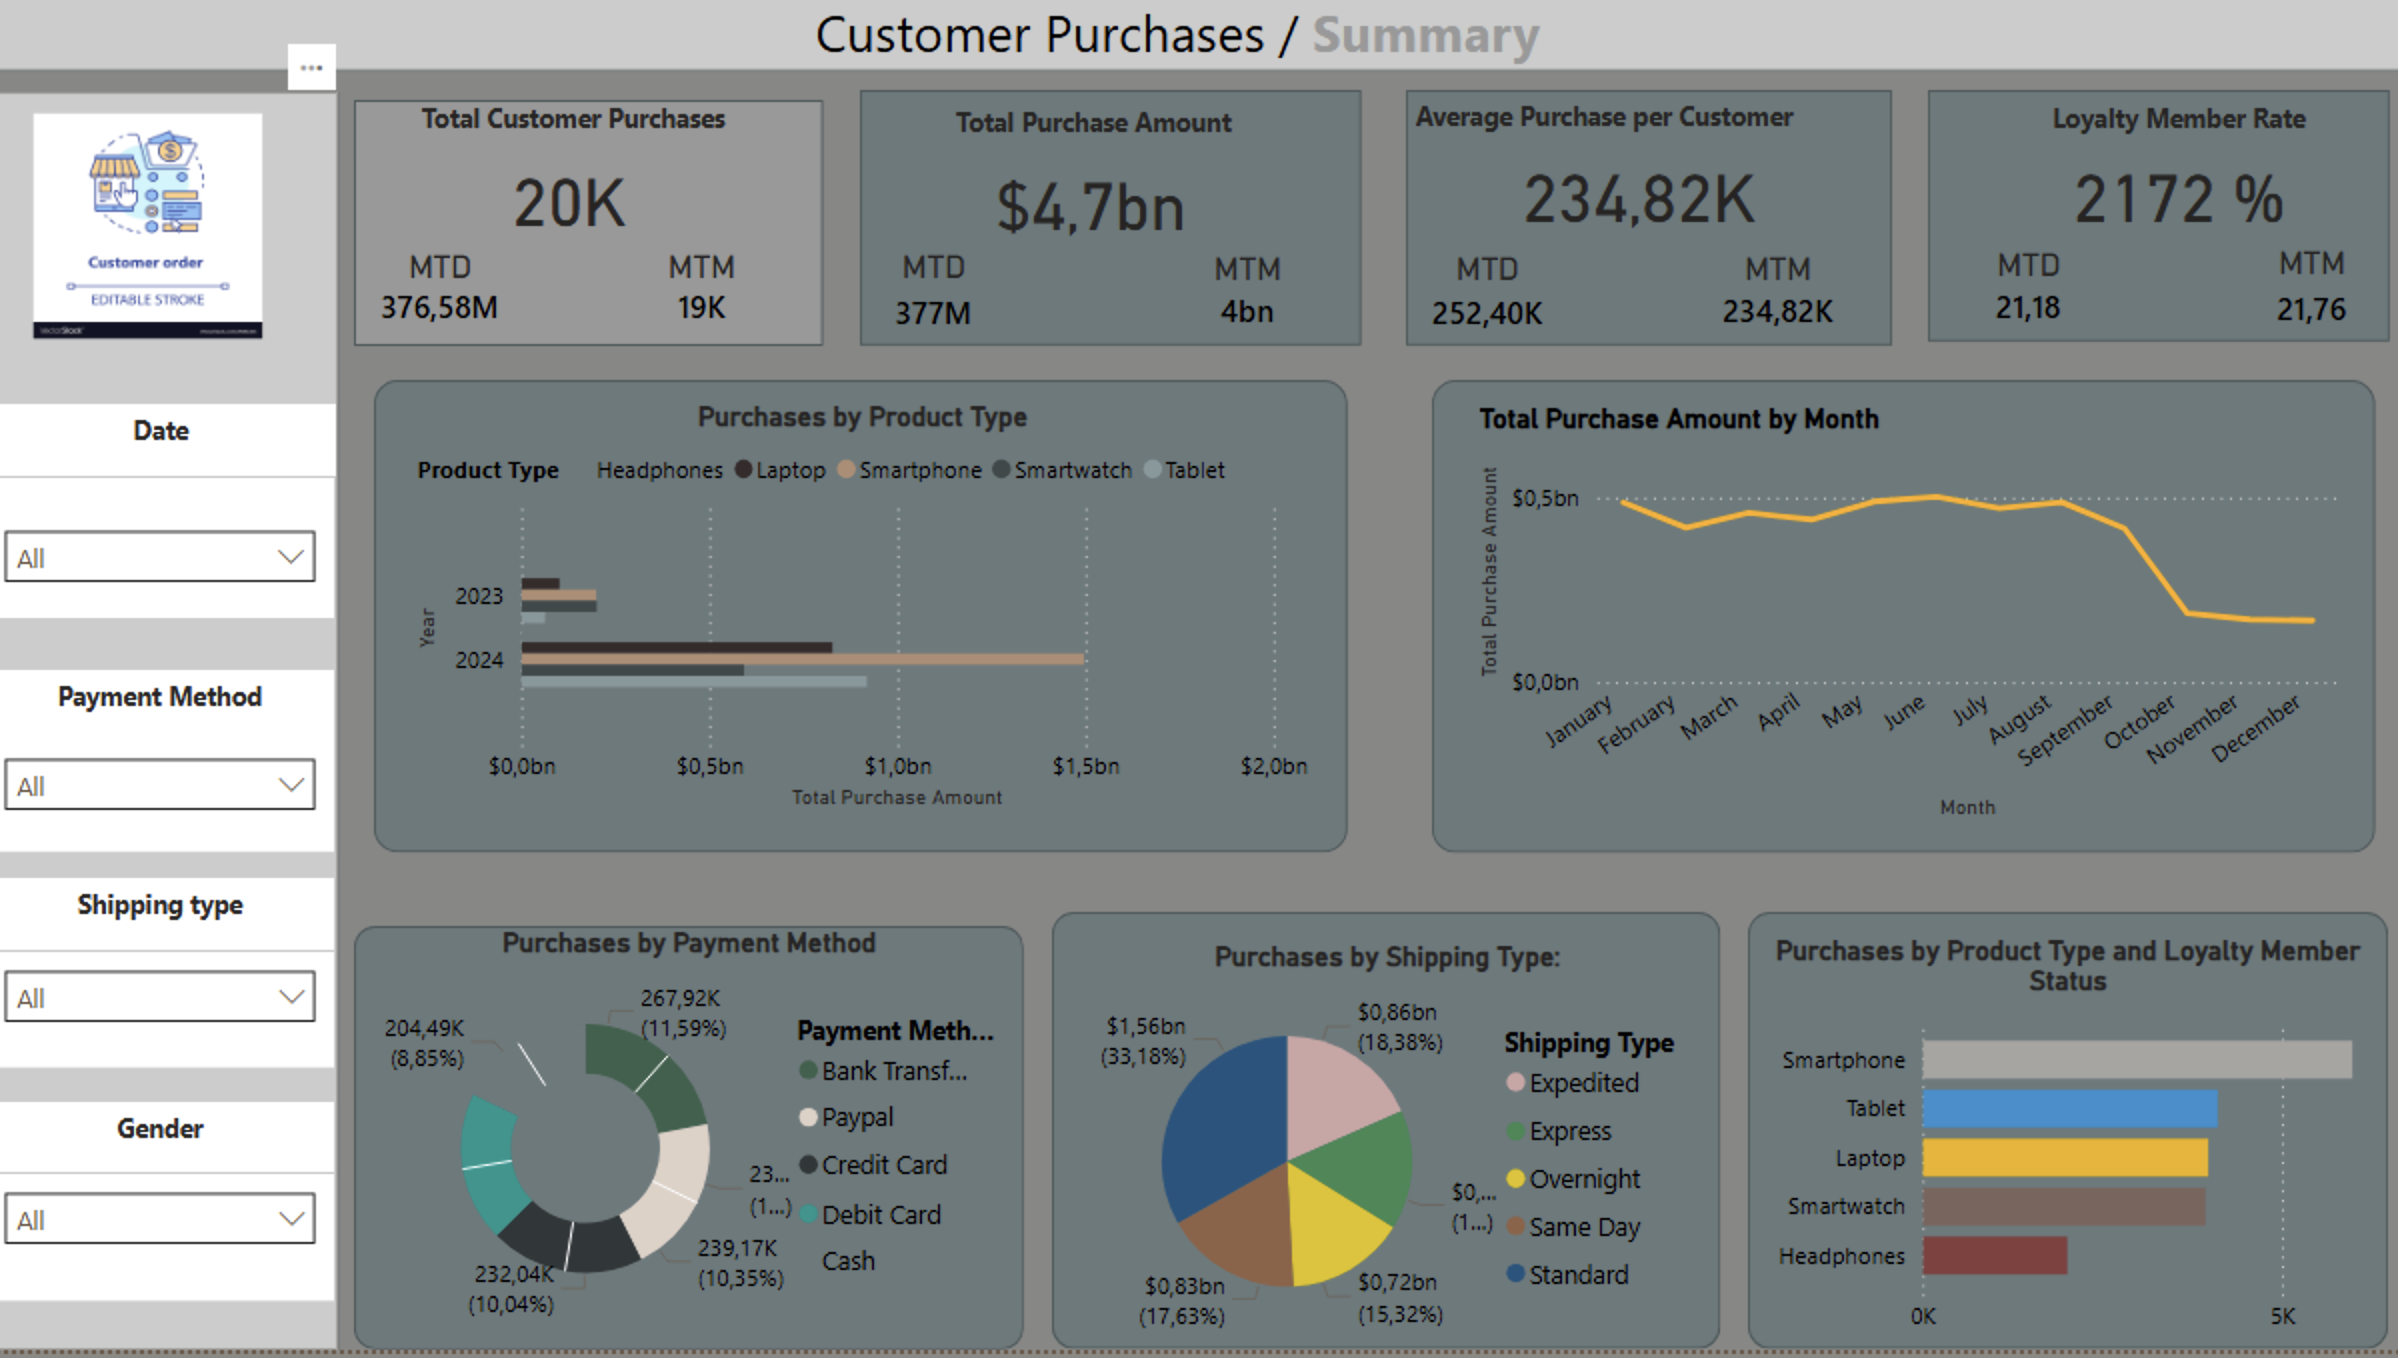 Customer Purchases / Summary
...
Customer order
EDITABLE STROKE
VectorStock
Date
All
Payment Method
All
Shipping type
All
Gender
All
Total Customer Purchases
20K
MTD MTM
376,58M 19K
Total Purchase Amount
$4,7bn
MTD MTM
377M 4bn
Average Purchase per Customer
234,82K
MTD MTM
252,40K 234,82K
Loyalty Member Rate
2172 %
MTD MTM
21,18 21,76
Purchases by Product Type
Product Type Headphones Laptop Smartphone Smartwatch Tablet
Year
2023
2024
$0,0bn $0,5bn $1,0bn $1,5bn $2,0bn
Total Purchase Amount
Total Purchase Amount by Month
Total Purchase Amount
$0,5bn
$0,0bn
January February March April May June July August September October November December
Month
Purchases by Payment Method
267,92K
(11,59%)
204,49K
(8,85%)
23...
(1...)
239,17K
(10,35%)
232,04K
(10,04%)
Payment Meth...
Bank Transf...
Paypal
Credit Card
Debit Card
Cash
Purchases by Shipping Type:
$1,56bn
(33,18%)
$0,86bn
(18,38%)
$0,...
(1...)
$0,83bn
(17,63%)
$0,72bn
(15,32%)
Shipping Type
Expedited
Express
Overnight
Same Day
Standard
Purchases by Product Type and Loyalty Member
Status
Smartphone
Tablet
Laptop
Smartwatch
Headphones
0K 5K